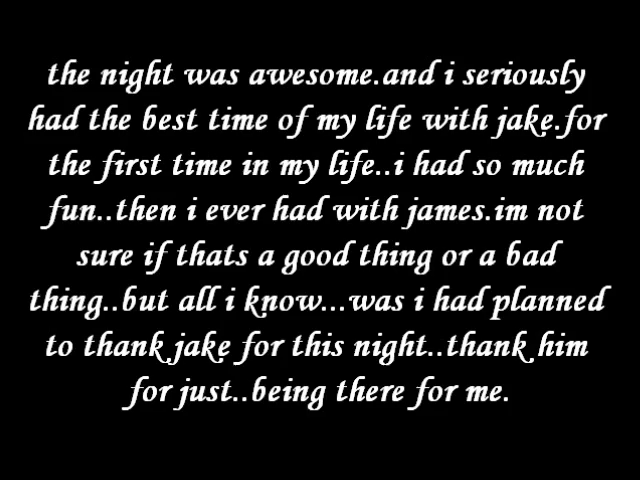 the night was awesome.and i seriously
had the best time of my life with jake.for
the first time in my life..i had so much
fun..then i ever had with james.im not
sure if thats a good thing or a bad
thing..but all i know...was i had planned
to thank jake for this night..thank him
for just..being there for me.